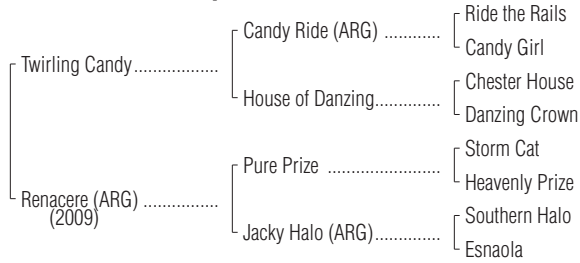 Ride the Rails
Candy Ride (ARG) ............
Candy Girl
Twirling Candy..................
Chester House
House of Danzing..............
Danzing Crown
Storm Cat
Pure Prize ........................
Heavenly Prize
Renacere (ARG) ................
(2009)
Southern Halo
Jacky Halo (ARG)..............
Esnaola